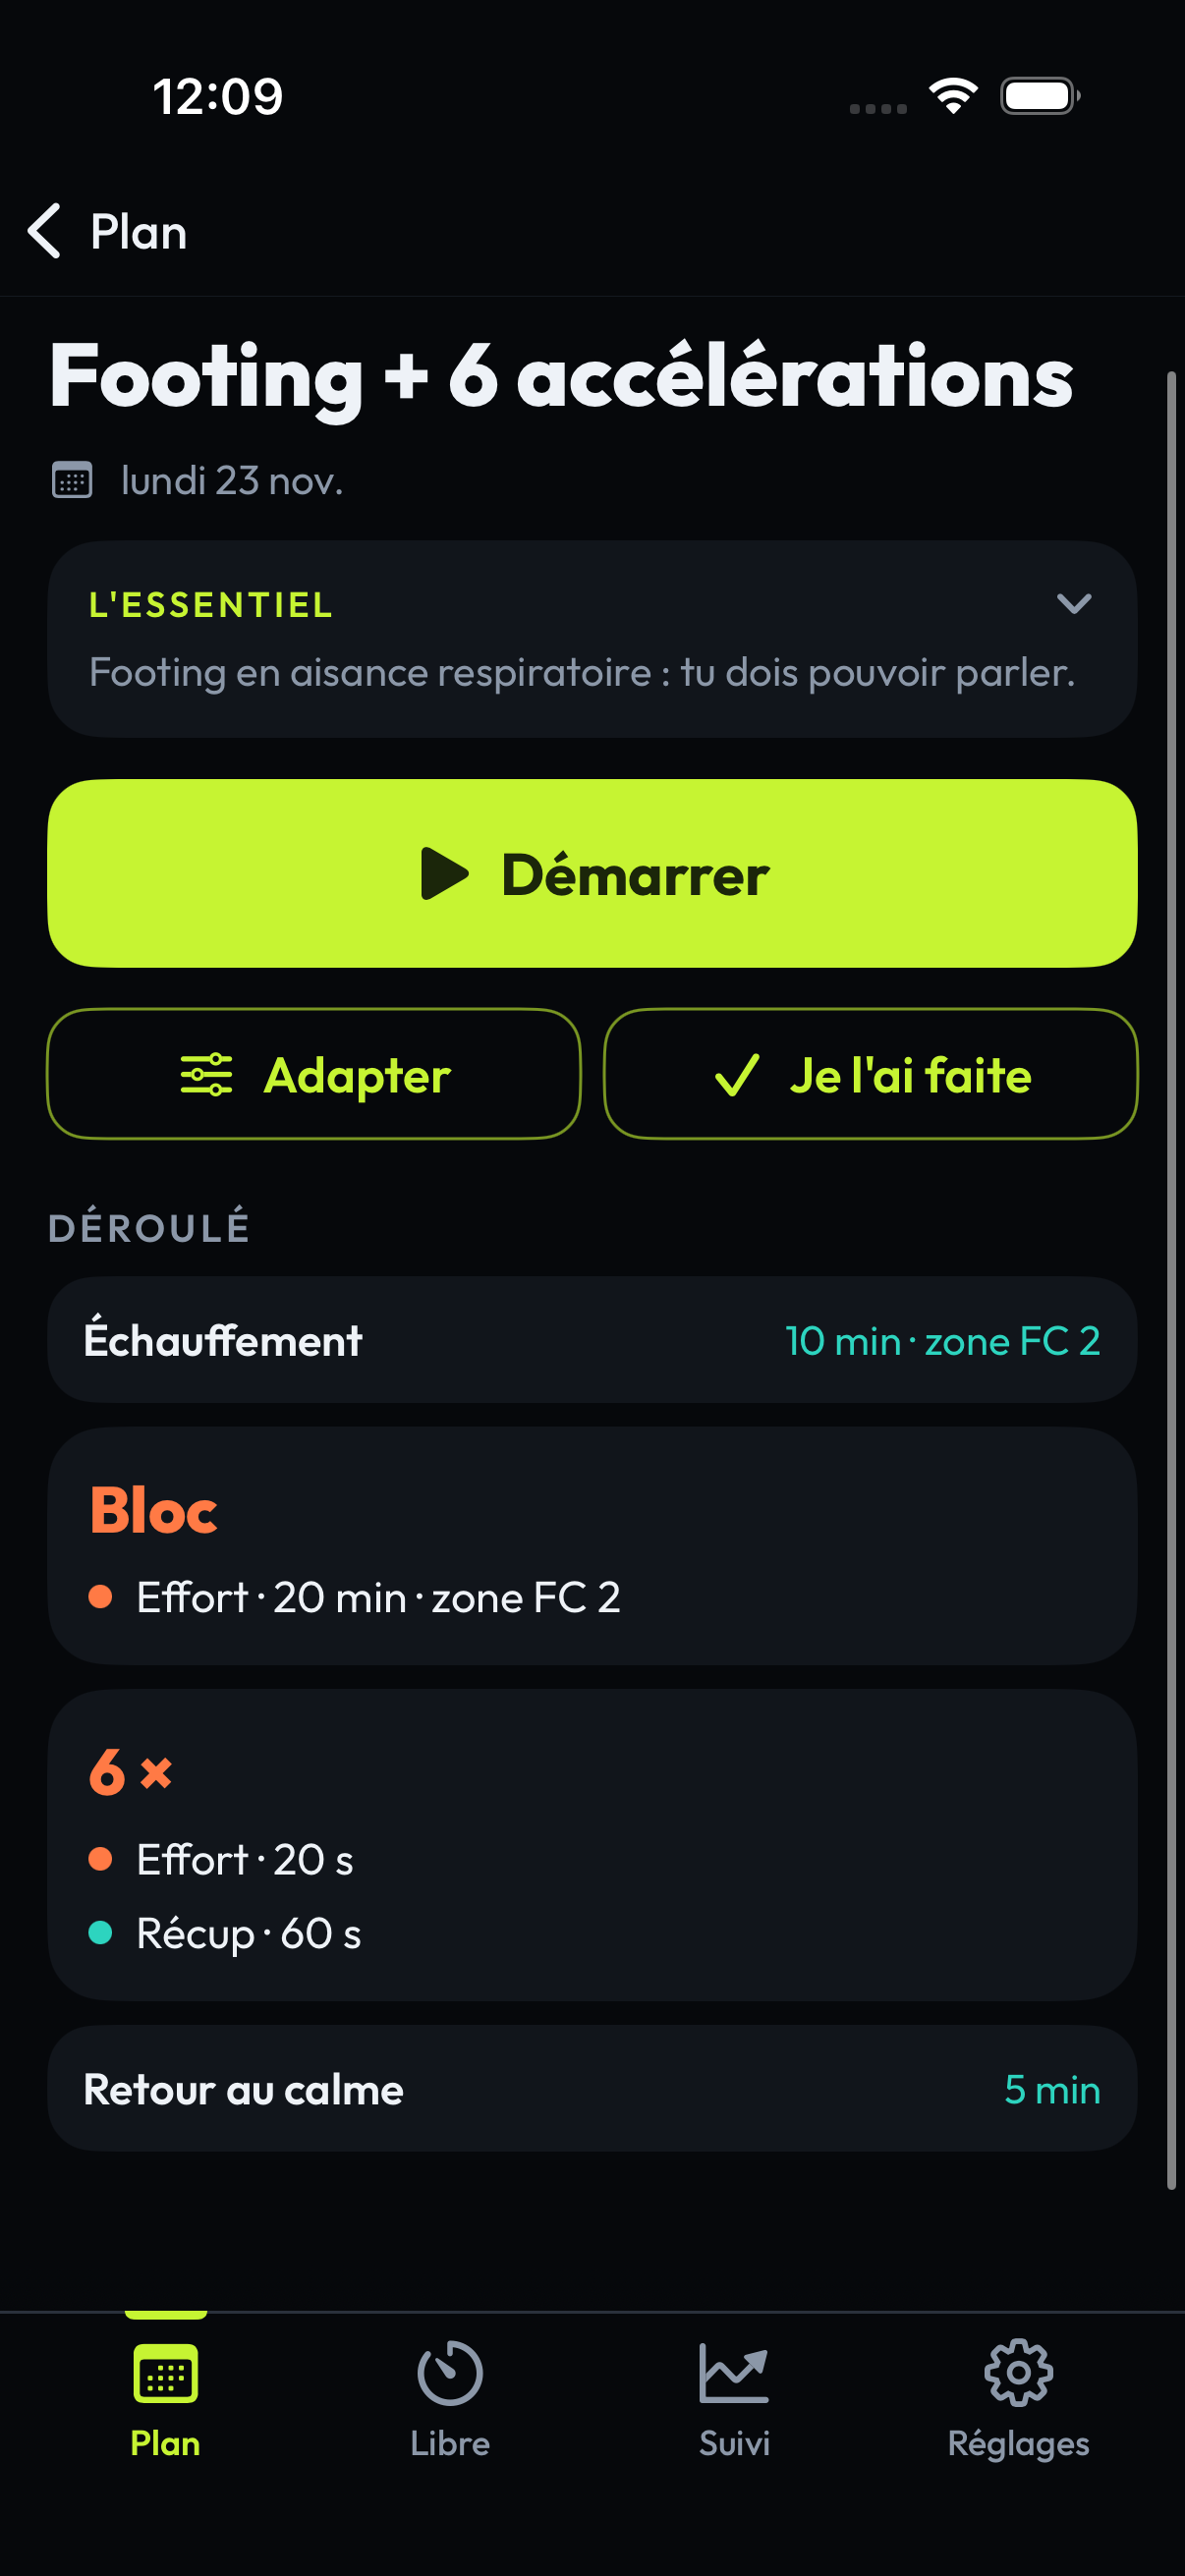 12:09
Plan
Footing + 6 accélérations
lundi 23 nov.
L'ESSENTIEL
Footing en aisance respiratoire : tu dois pouvoir parler.
Démarrer
Adapter
Je l'ai faite
DÉROULÉ
Échauffement
10 min · zone FC 2
Bloc
Effort · 20 min · zone FC 2
6 ×
Effort · 20 s
Récup · 60 s
Retour au calme
5 min
Plan
Libre
Suivi
Réglages